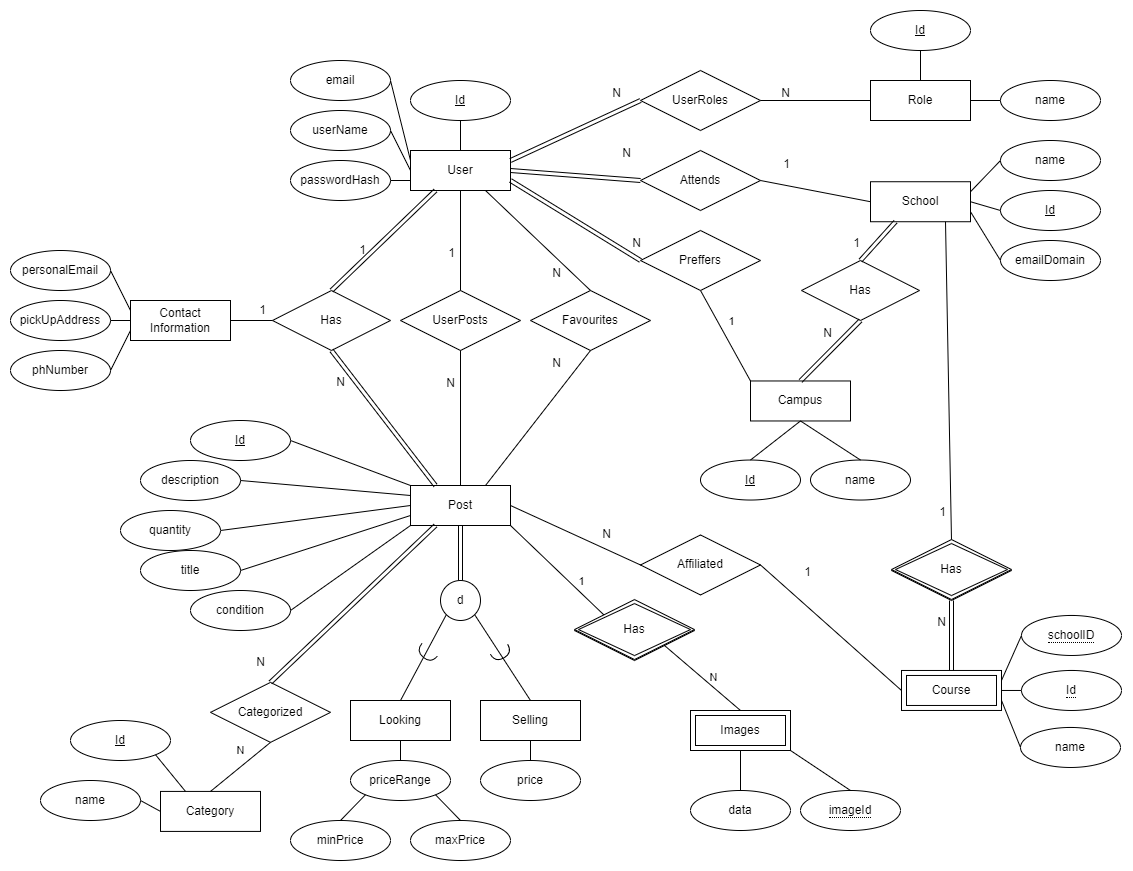 Id
email
Id
UserRoles
N
N
Role
name
userName
User
passwordHash
N
Attends
1
name
School
Id
emailDomain
N
Preffers
1
Has
N
1
1
N
personalEmail
pickUpAddress
phNumber
Contact
Information
1
Has
UserPosts
Favourites
1
N
N
N
Campus
Id
name
Id
description
quantity
title
condition
Post
N
Affiliated
1
1
Has
N
1
Has
N
d
N
Categorized
N
Looking
Selling
Images
Course
schoolID
Id
name
Id
name
Category
priceRange
price
minPrice
maxPrice
data
imageId